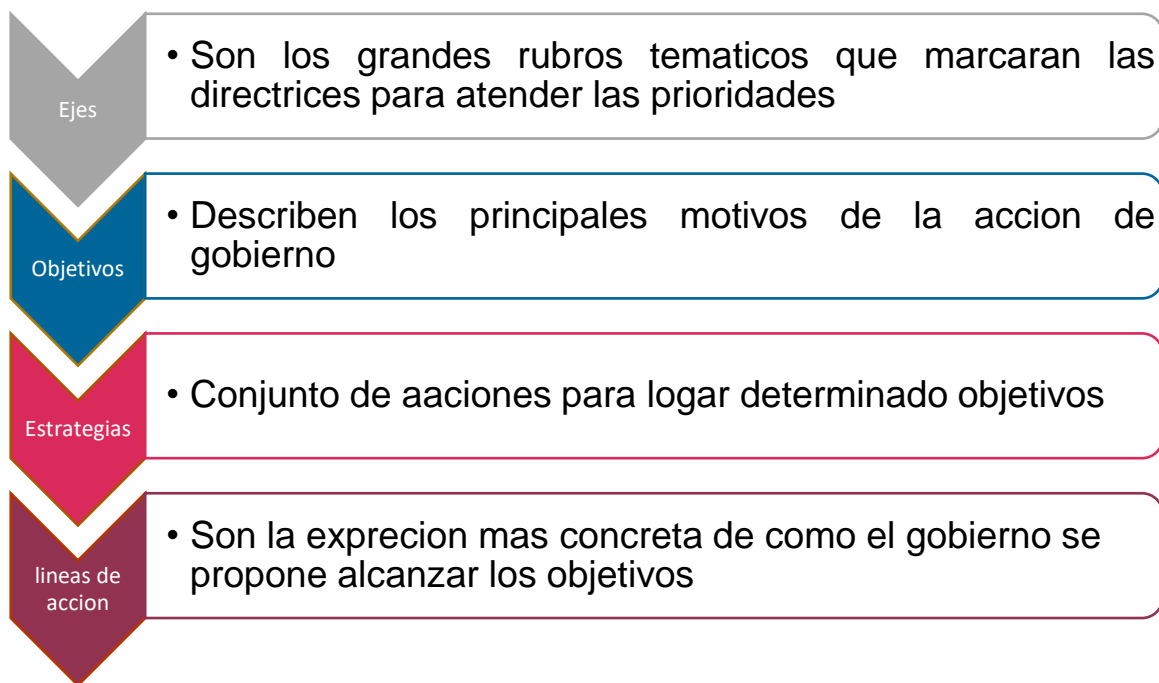 Ejes
• Son los grandes rubros tematicos que marcaran las
directrices para atender las prioridades
Objetivos
• Describen los principales motivos de la accion de
gobierno
Estrategias
• Conjunto de aaciones para logar determinado objetivos
lineas de
accion
• Son la exprecion mas concreta de como el gobierno se
propone alcanzar los objetivos